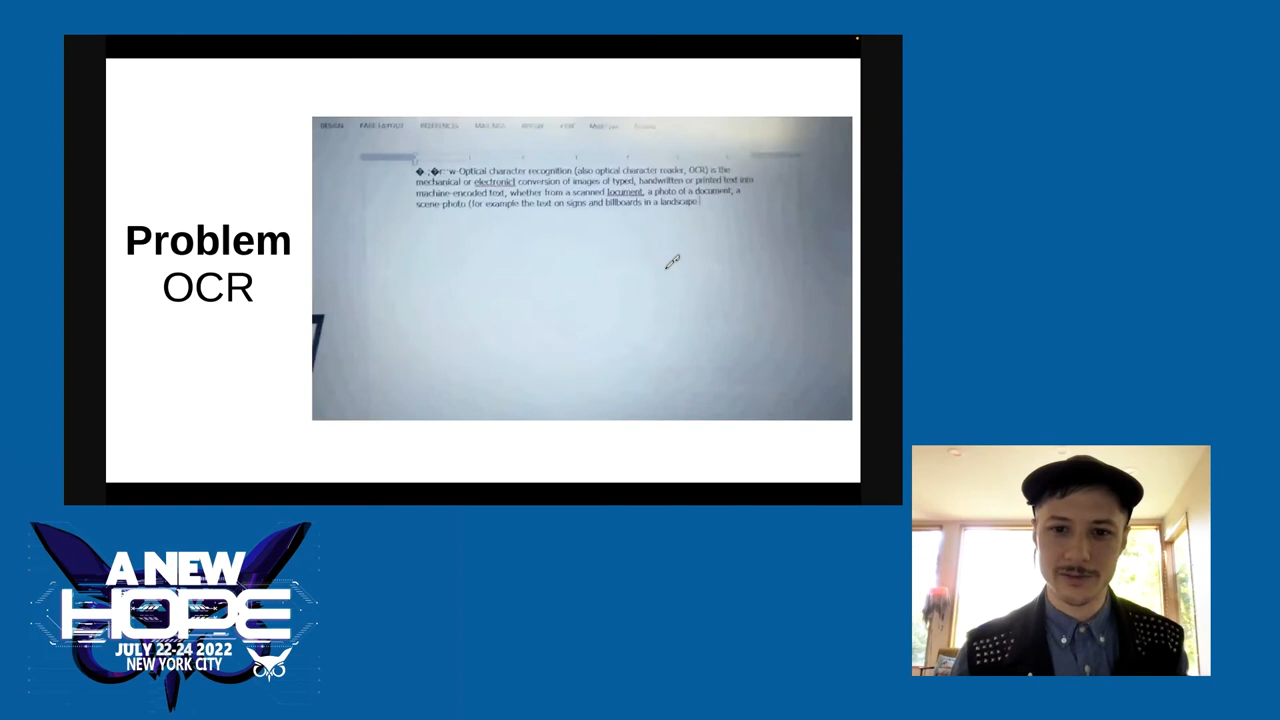 Problem
OCR
DESIGN PAGE LAYOUT REFERENCES MAILINGS REVIEW VIEW
Optical character recognition (also optical character reader, OCR) is the
mechanical or electronicl conversion of images of typed, handwritten or printed text into
machine-encoded text, whether from a scanned locument, a photo of a document, a
scene-photo (for example the text on signs and billboards in a landscape
A NEW
HOPE
JULY 22-24 2022
NEW YORK CITY